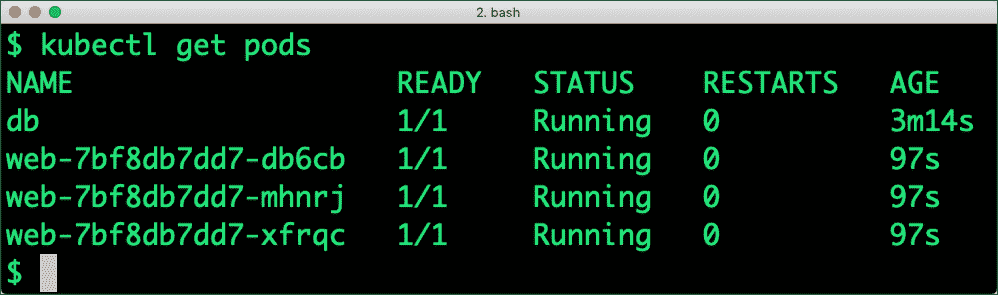 2. bash
$ kubectl get pods
NAME READY STATUS RESTARTS AGE
db 1/1 Running 0 3m14s
web-7bf8db7dd7-db6cb 1/1 Running 0 97s
web-7bf8db7dd7-mhnrj 1/1 Running 0 97s
web-7bf8db7dd7-xfrqc 1/1 Running 0 97s
$